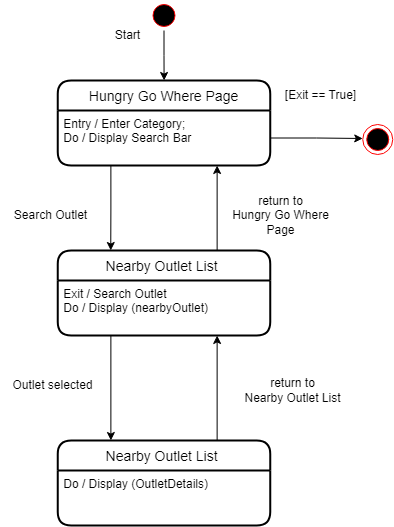 Start
Hungry Go Where Page
[Exit == True]
Entry / Enter Category;
Do / Display Search Bar
Search Outlet
return to
Hungry Go Where
Page
Nearby Outlet List
Exit / Search Outlet
Do / Display (nearbyOutlet)
Outlet selected
return to
Nearby Outlet List
Nearby Outlet List
Do / Display (OutletDetails)